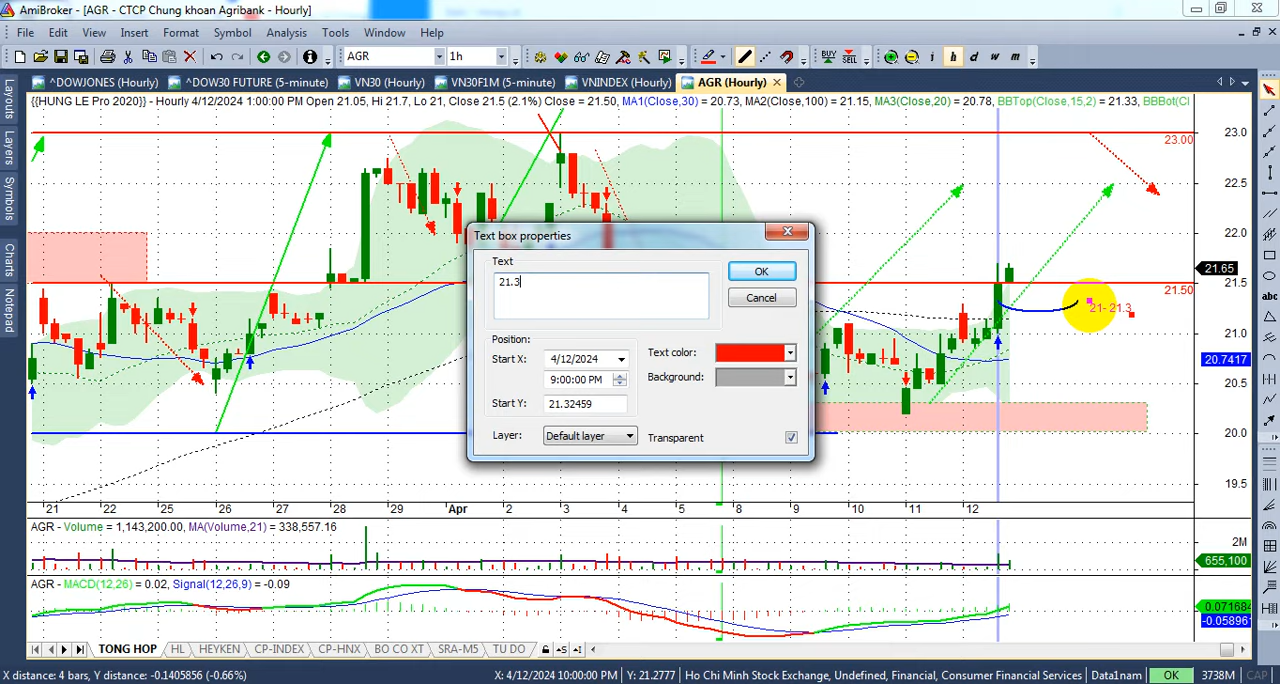 AmiBroker - [AGR - CTCP Chung khoan Agribank - Hourly]
File Edit View Insert Format Symbol Analysis Tools Window Help
AGR 1h BUY SELL i h d w m
^DOWJONES (Hourly) ^DOW30 FUTURE (5-minute) VN30 (Hourly) VN30F1M (5-minute) VNINDEX (Hourly) AGR (Hourly)
{{HUNG LE Pro 2020}} - Hourly 4/12/2024 1:00:00 PM Open 21.05, Hi 21.7, Lo 21, Close 21.5 (2.1%) Close = 21.50, MA1(Close,30) = 20.73, MA2(Close,100) = 21.15, MA3(Close,20) = 20.78, BBTop(Close,15,2) = 21.33, BBBot(Cl
Layouts
Layers
Symbols
Charts
Notepad
23.0
23.00
22.5
22.0
21.65
21.5
21.50
21.0
20.7417
20.5
20.0
19.5
21- 21.3
Text box properties
Text
21.3
OK
Cancel
Position:
Start X: 4/12/2024
9:00:00 PM
Start Y: 21.32459
Layer: Default layer
Text color:
Background:
Transparent
abc
21 22 25 26 27 28 29 Apr 2 3 4 5 8 9 10 11 12
AGR - Volume = 1,143,200.00, MA(Volume,21) = 338,557.16
2M
655,100
AGR - MACD(12,26) = 0.02, Signal(12,26,9) = -0.09
0.071684
-0.05896
TONG HOP HL HEYKEN CP-INDEX CP-HNX BO CO XT SRA-M5 TU DO
X distance: 4 bars, Y distance: -0.1405856 (-0.66%) X: 4/12/2024 10:00:00 PM Y: 21.2777 Ho Chi Minh Stock Exchange, Undefined, Financial, Consumer Financial Services Data1nam OK 3738M CAP